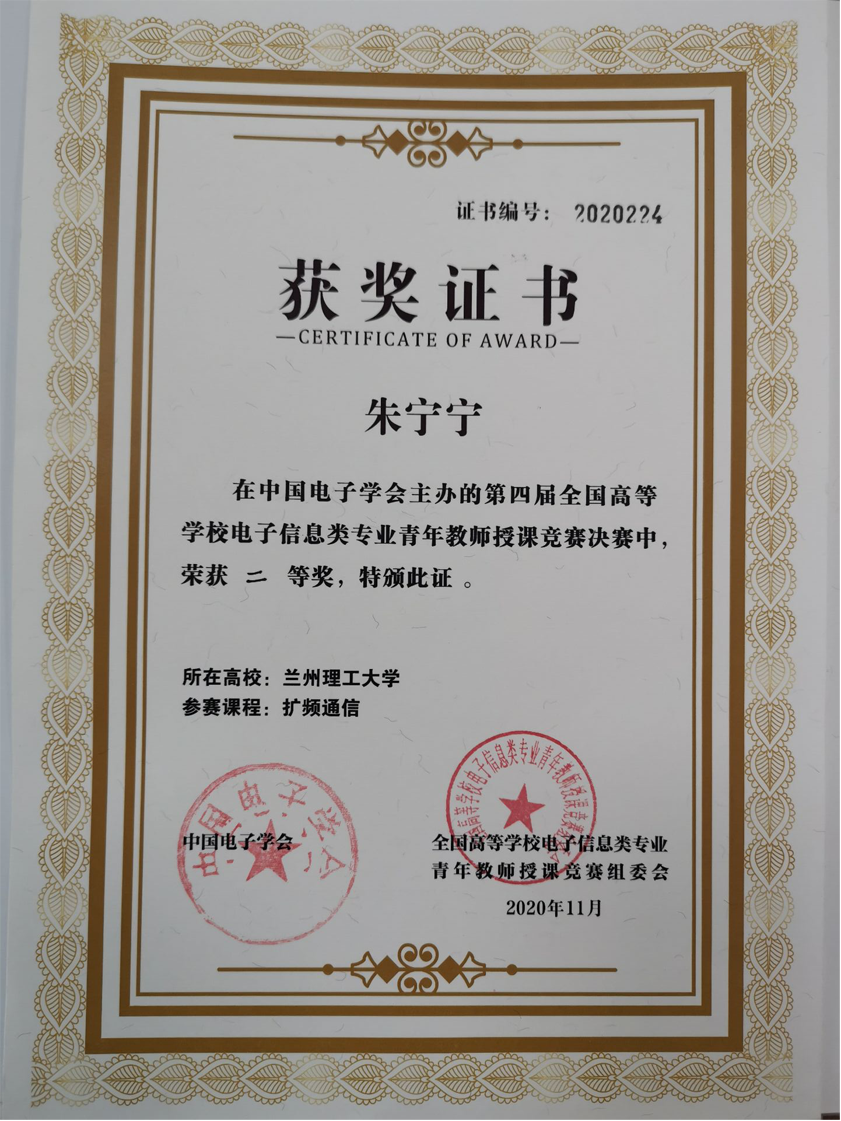 证书编号： 2020224
获奖证书
—CERTIFICATE OF AWARD—
朱宁宁
在中国电子学会主办的第四届全国高等
学校电子信息类专业青年教师授课竞赛决赛中，
荣获 二 等奖，特颁此证 。
所在高校：兰州理工大学
参赛课程：扩频通信
中国电子学会
中国电子学会
全国高等学校电子信息类专业
青年教师授课竞赛组委会
2020年11月